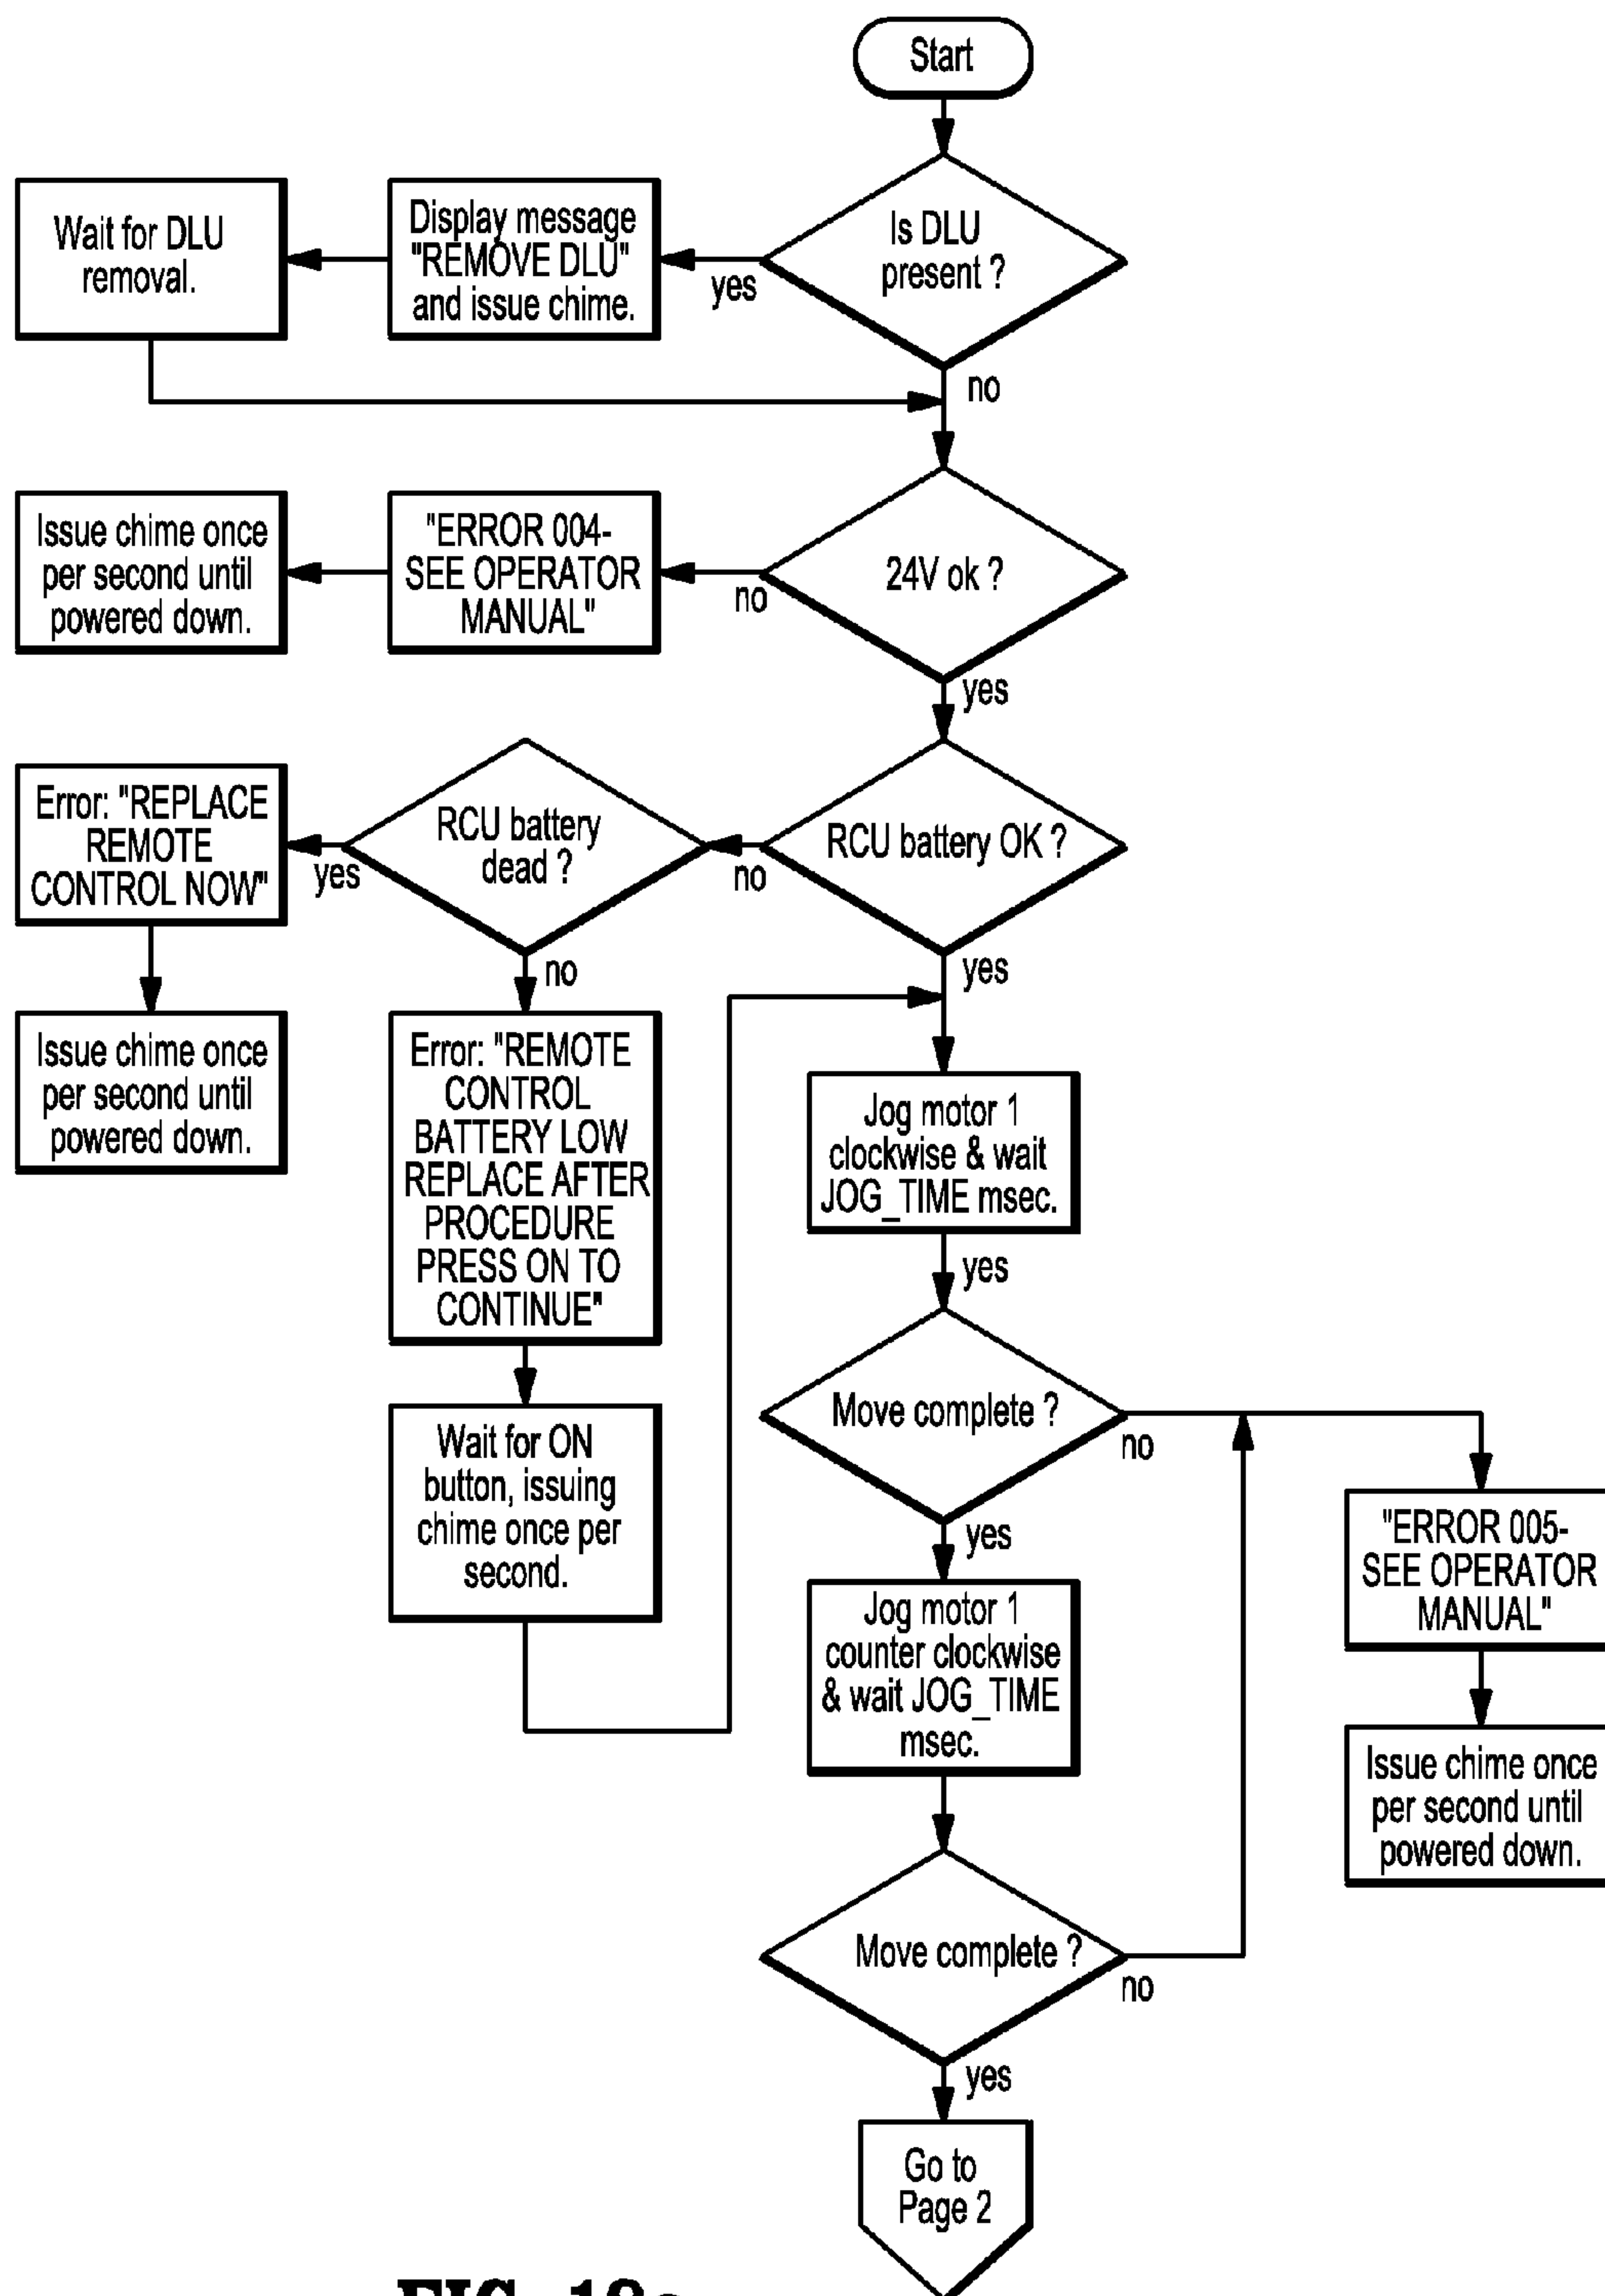 Start
Is DLU
present ?
yes
Display message
"REMOVE DLU"
and issue chime.
Wait for DLU
removal.
no
24V ok ?
no
"ERROR 004-
SEE OPERATOR
MANUAL"
Issue chime once
per second until
powered down.
yes
RCU battery OK ?
no
RCU battery
dead ?
yes
Error: "REPLACE
REMOTE
CONTROL NOW"
Issue chime once
per second until
powered down.
no
Error: "REMOTE
CONTROL
BATTERY LOW
REPLACE AFTER
PROCEDURE
PRESS ON TO
CONTINUE"
Wait for ON
button, issuing
chime once per
second.
yes
Jog motor 1
clockwise & wait
JOG_TIME msec.
yes
Move complete ?
no
"ERROR 005-
SEE OPERATOR
MANUAL"
Issue chime once
per second until
powered down.
yes
Jog motor 1
counter clockwise
& wait JOG_TIME
msec.
Move complete ?
no
yes
Go to
Page 2